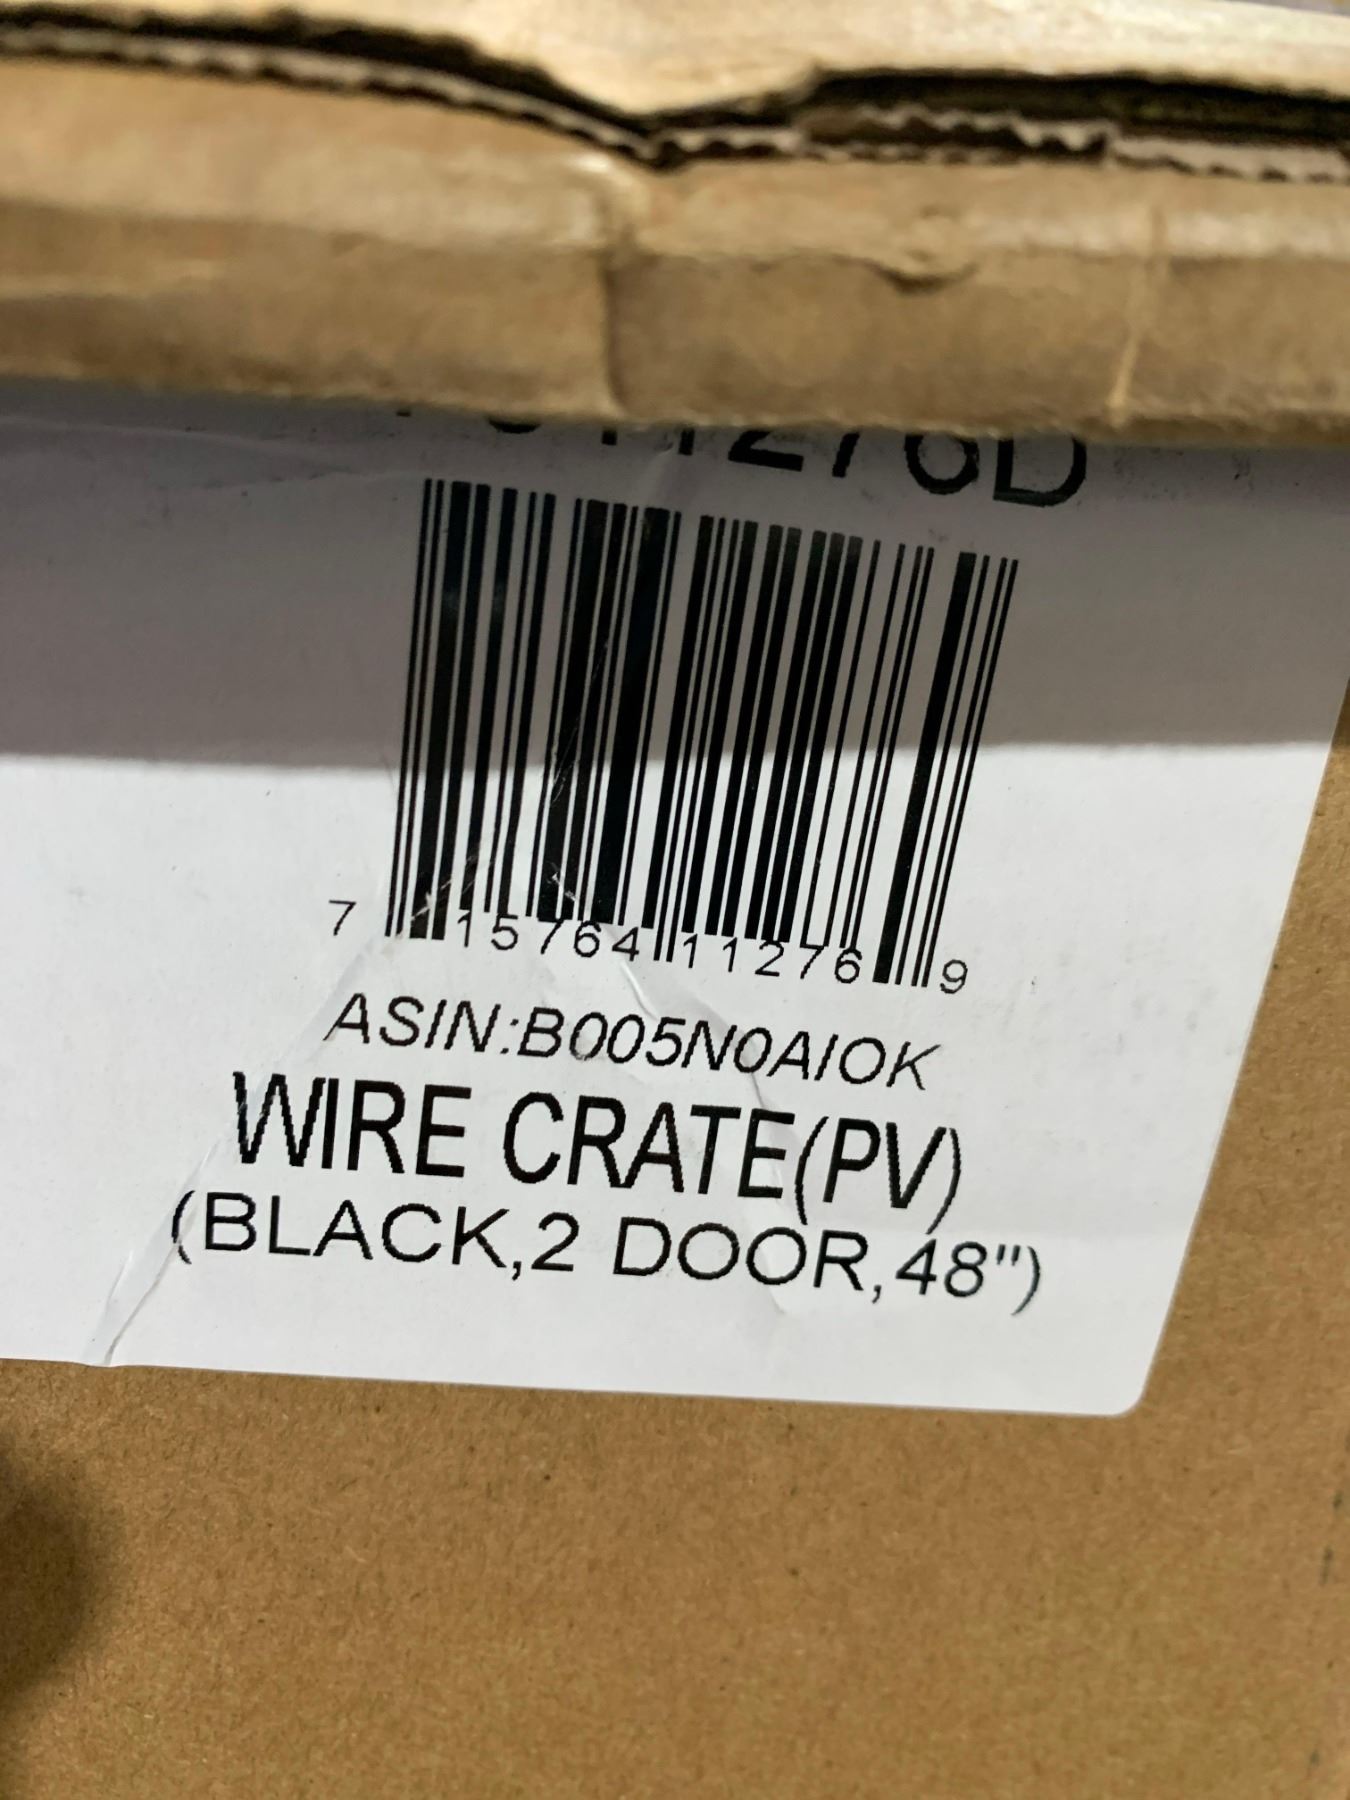 7 15764 11276 9
ASIN:B005N0AIOK
WIRE CRATE(PV)
(BLACK,2 DOOR,48")